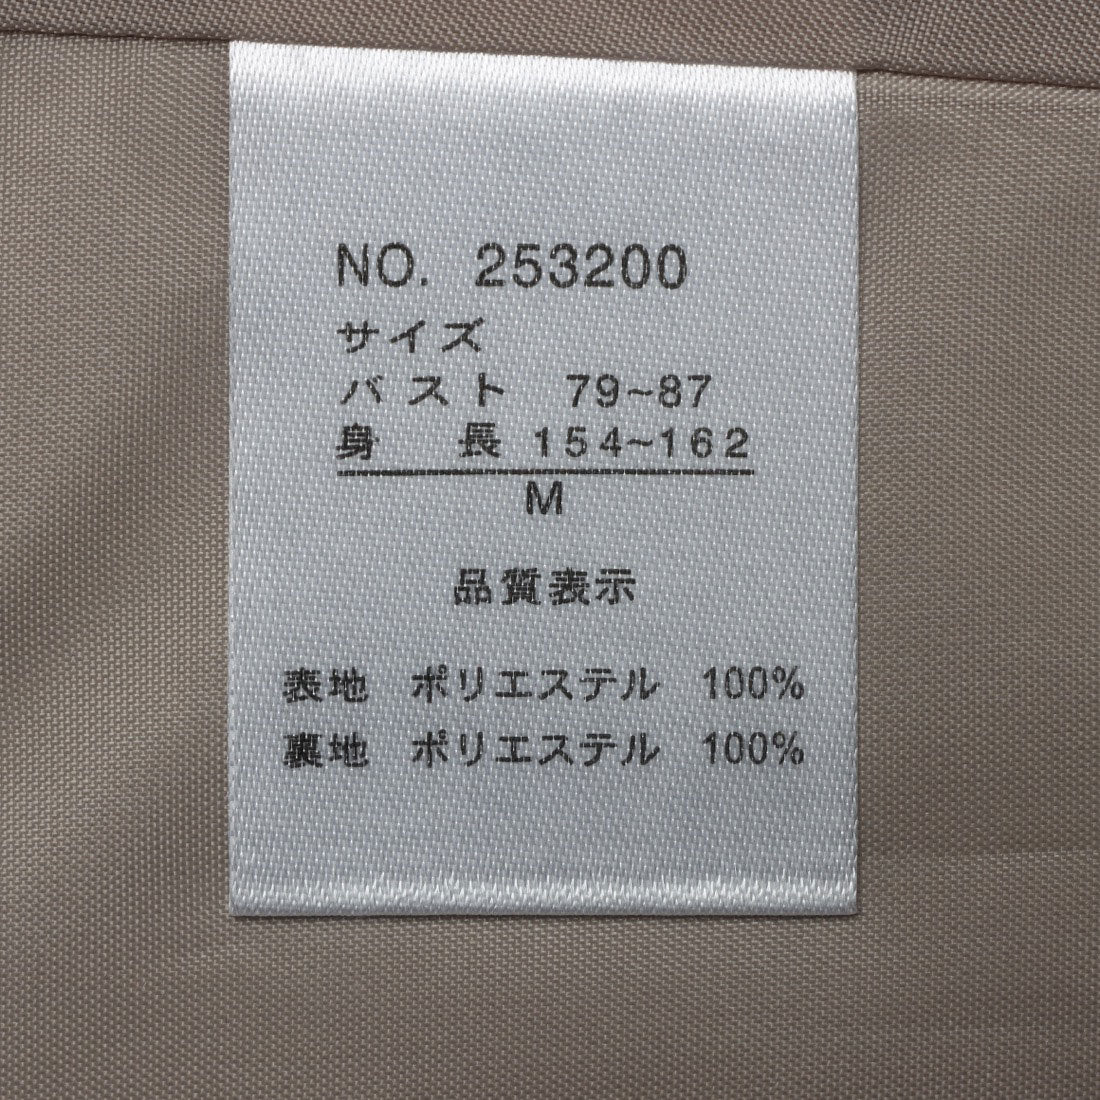 NO. 253200
サイズ
バスト 79~87
身 長 154~162
M
品質表示
表地 ポリエステル 100%
裏地 ポリエステル 100%